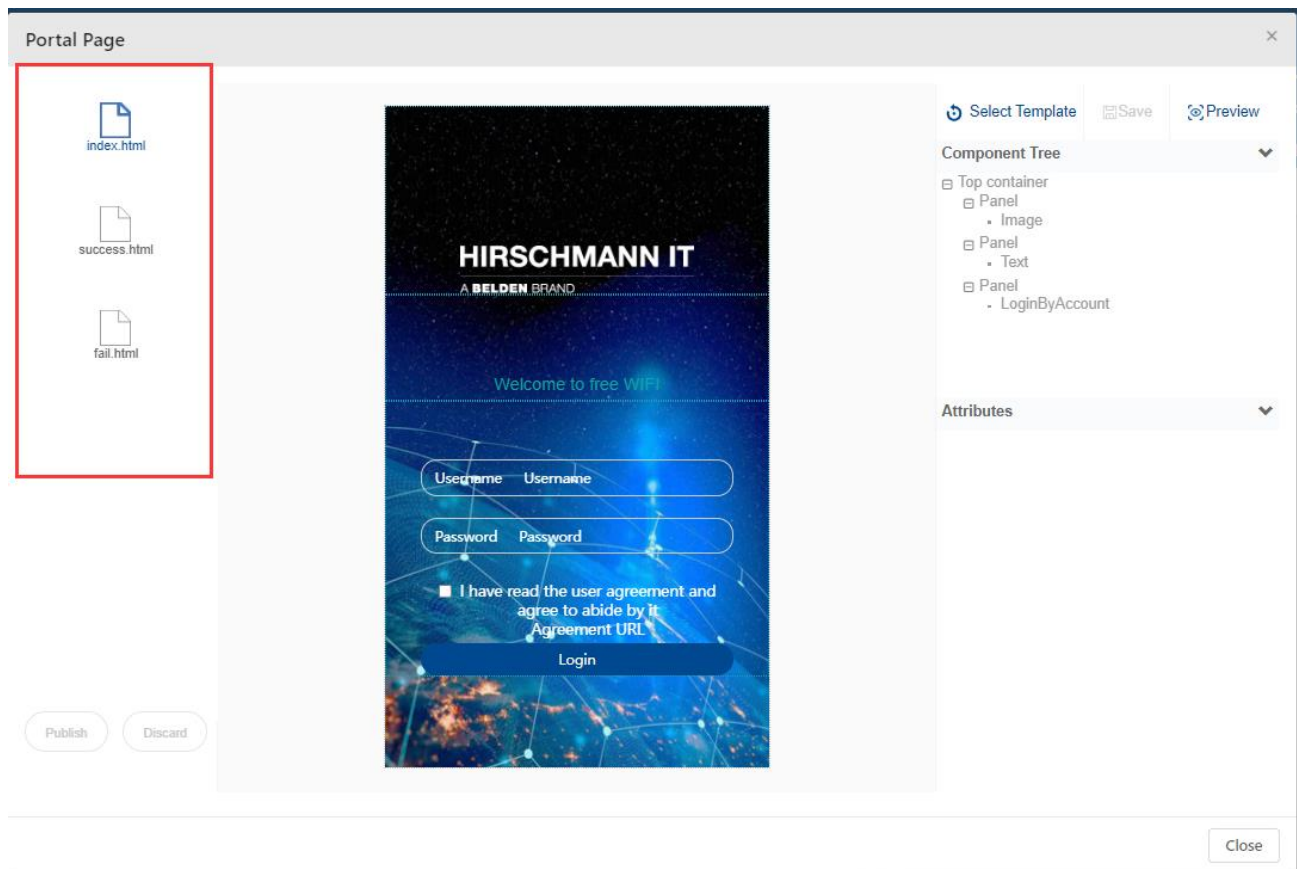 Portal Page
×
index.html
success.html
fail.html
Publish
Discard
HIRSCHMANN IT
A BELDEN BRAND
Welcome to free WIFI
Username Username
Password Password
I have read the user agreement and
agree to abide by it
Agreement URL
Login
Select Template
Save
Preview
Component Tree
Top container
Panel
Image
Panel
Text
Panel
LoginByAccount
Attributes
Close